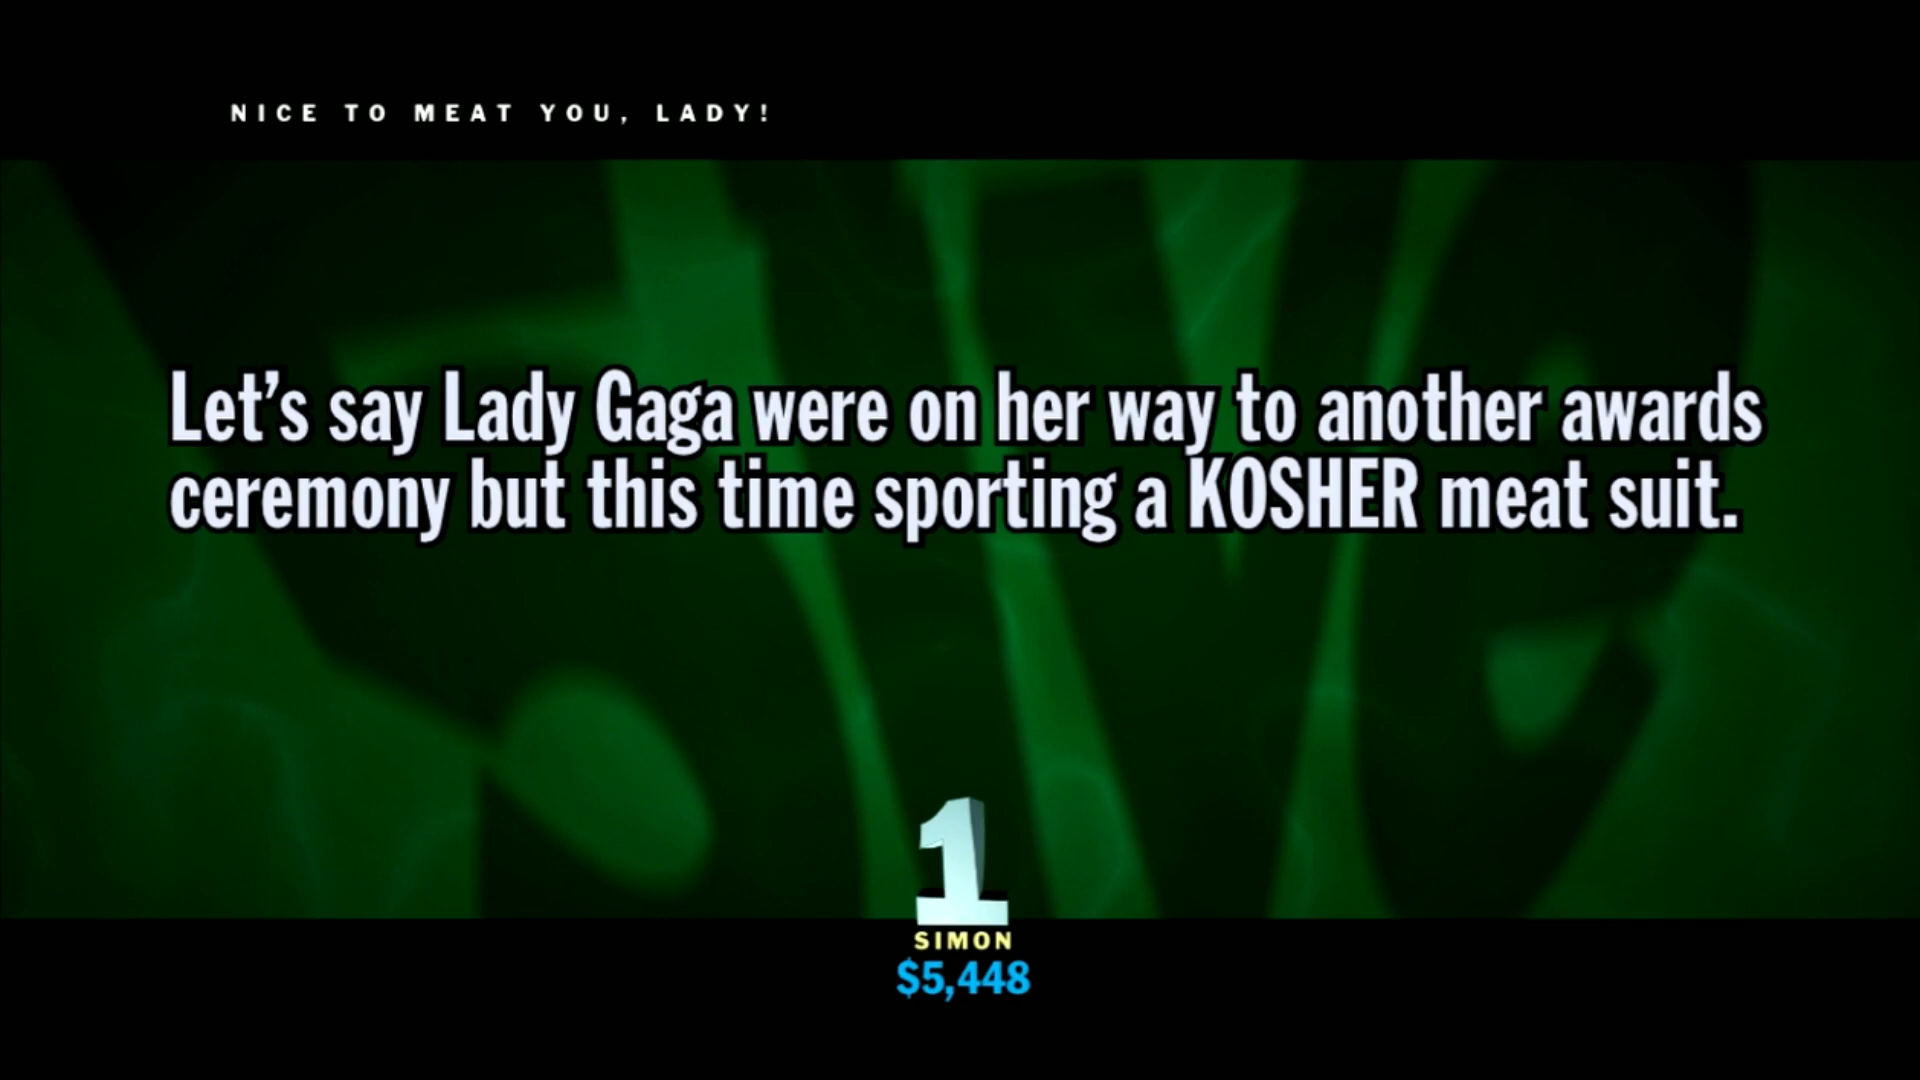 NICE TO MEAT YOU, LADY!
Let's say Lady Gaga were on her way to another awards
ceremony but this time sporting a KOSHER meat suit.
1
SIMON
$5,448